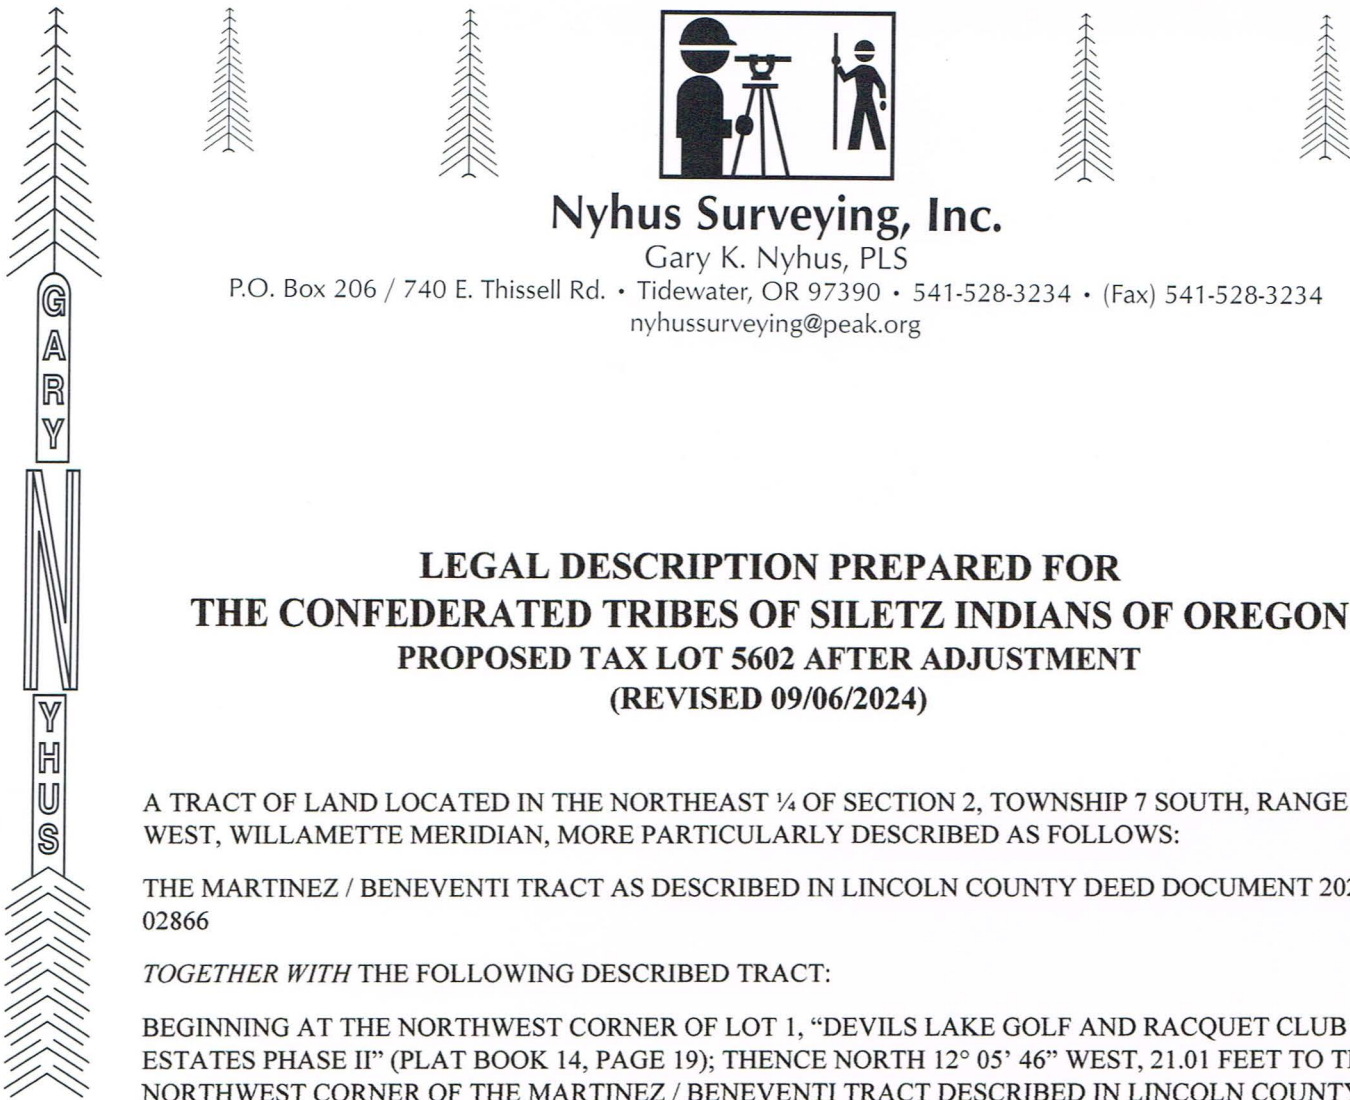 Nyhus Surveying, Inc.
Gary K. Nyhus, PLS
P.O. Box 206 / 740 E. Thissell Rd. • Tidewater, OR 97390 • 541-528-3234 • (Fax) 541-528-3234
nyhussurveying@peak.org
GARY
N
YHUS
LEGAL DESCRIPTION PREPARED FOR
THE CONFEDERATED TRIBES OF SILETZ INDIANS OF OREGON
PROPOSED TAX LOT 5602 AFTER ADJUSTMENT
(REVISED 09/06/2024)
A TRACT OF LAND LOCATED IN THE NORTHEAST ¼ OF SECTION 2, TOWNSHIP 7 SOUTH, RANGE
WEST, WILLAMETTE MERIDIAN, MORE PARTICULARLY DESCRIBED AS FOLLOWS:
THE MARTINEZ / BENEVENTI TRACT AS DESCRIBED IN LINCOLN COUNTY DEED DOCUMENT
02866
TOGETHER WITH THE FOLLOWING DESCRIBED TRACT:
BEGINNING AT THE NORTHWEST CORNER OF LOT 1, “DEVILS LAKE GOLF AND RACQUET CLUB
ESTATES PHASE II” (PLAT BOOK 14, PAGE 19); THENCE NORTH 12° 05’ 46” WEST, 21.01 FEET TO
NORTHWEST CORNER OF THE MARTINEZ / BENEVENTI TRACT DESCRIBED IN LINCOLN COUNTY